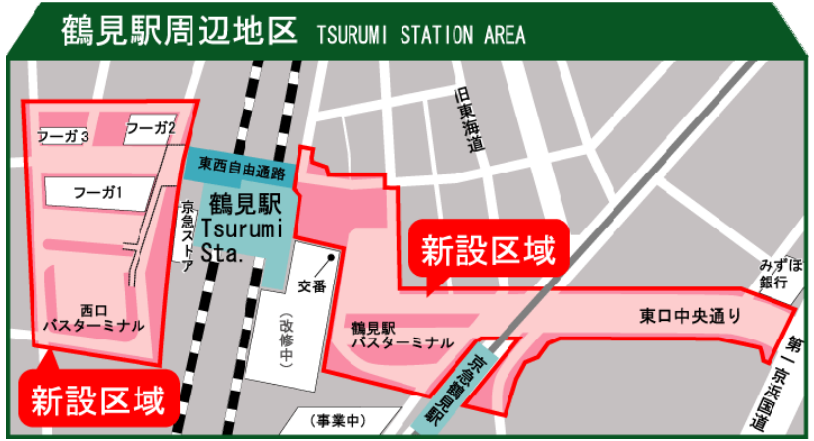 鶴見駅周辺地区 TSURUMI STATION AREA
旧東海道
フーガ3
フーガ2
東西自由通路
フーガ1
鶴見駅
Tsurumi
Sta.
京急ストア
新設区域
みずほ
銀行
交番
西口
バスターミナル
(改修中)
鶴見駅
バスターミナル
東口中央通り
京急鶴見駅
第一京浜国道
新設区域
(事業中)